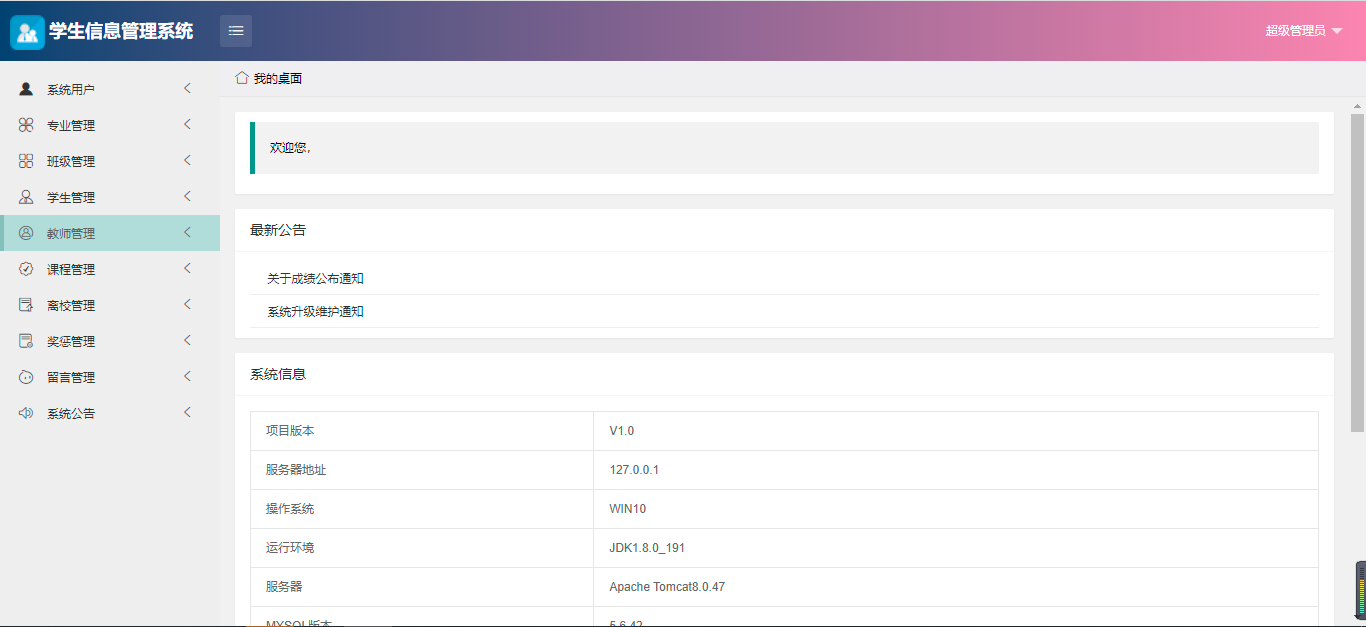 学生信息管理系统
超级管理员
系统用户
专业管理
班级管理
学生管理
教师管理
课程管理
离校管理
奖惩管理
留言管理
系统公告
我的桌面
欢迎您,
最新公告
关于成绩公布通知
系统升级维护通知
系统信息
项目版本 V1.0
服务器地址 127.0.0.1
操作系统 WIN10
运行环境 JDK1.8.0_191
服务器 Apache Tomcat8.0.47
MYSQL版本 5.6.42